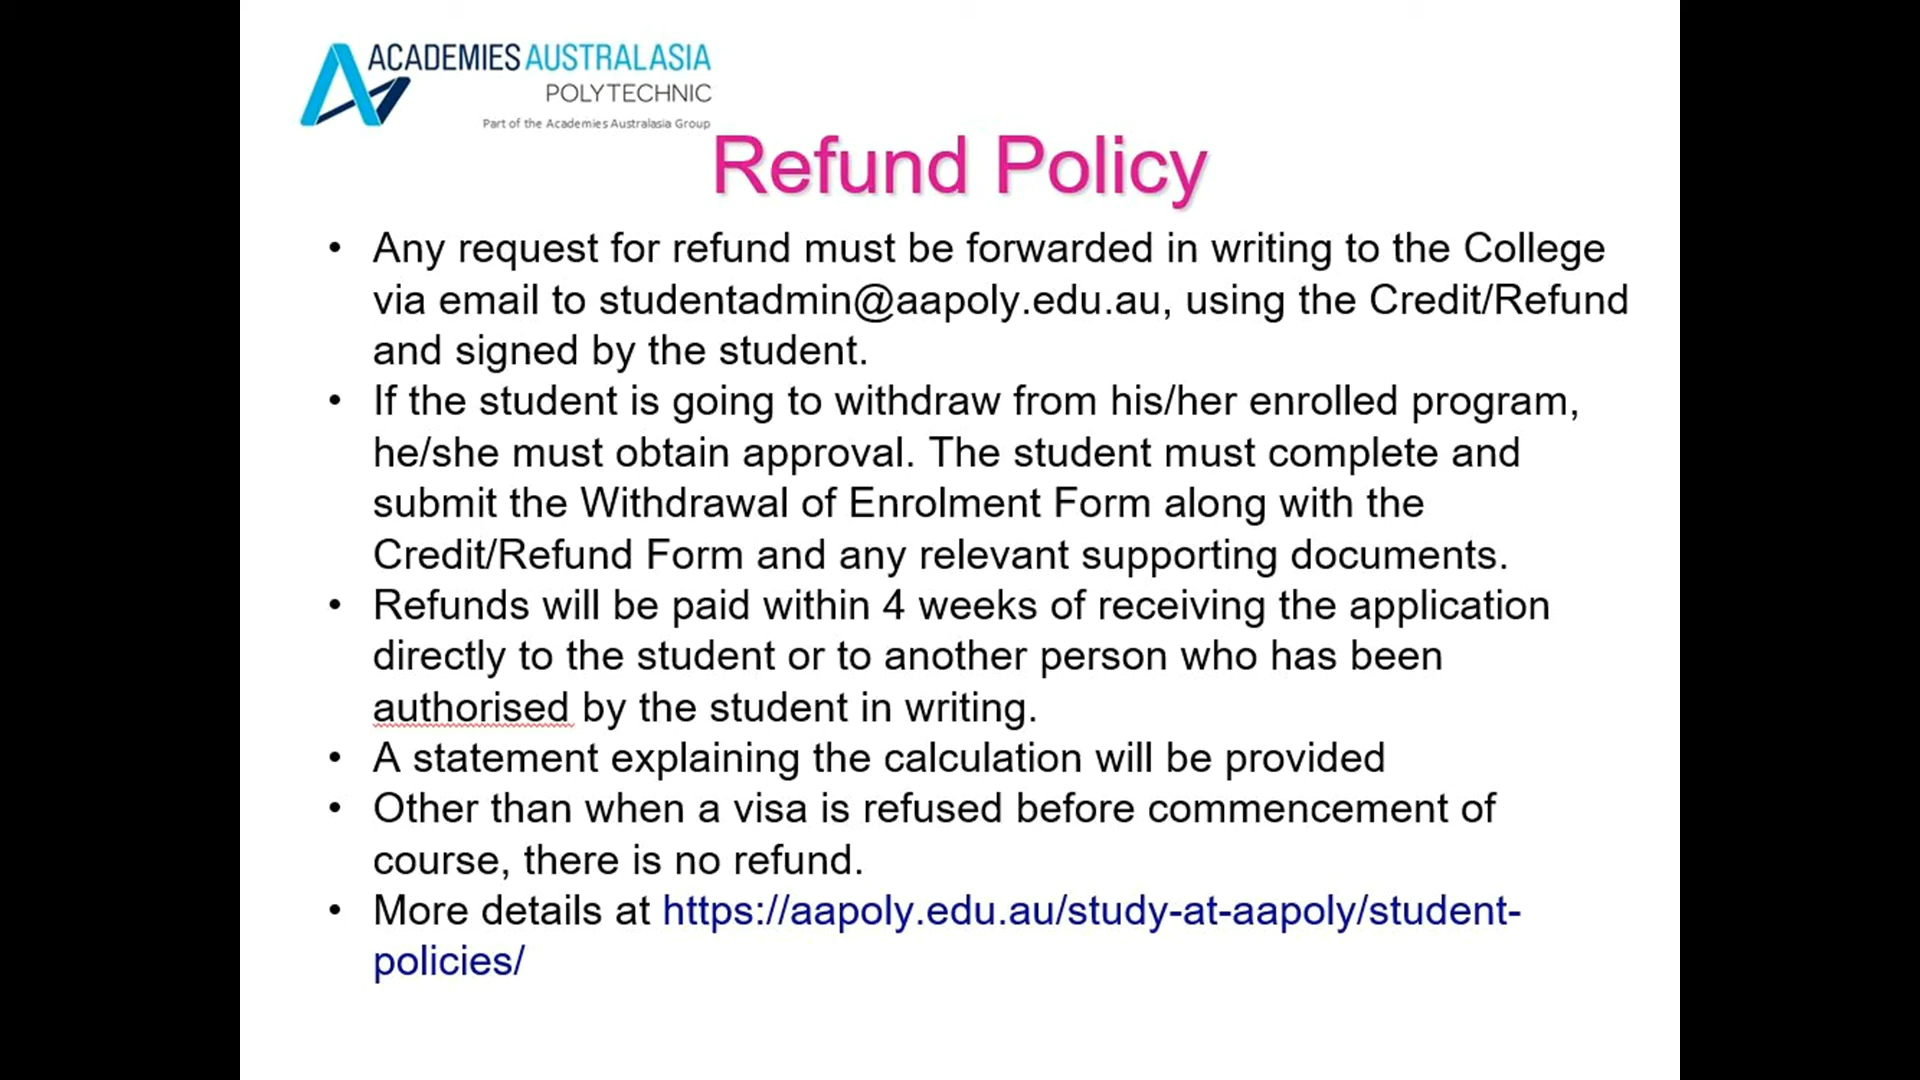 ACADEMIES AUSTRALASIA
POLYTECHNIC
Part of the Academies Australasia Group
Refund Policy
• Any request for refund must be forwarded in writing to the College
via email to studentadmin@aapoly.edu.au, using the Credit/Refund
and signed by the student.
• If the student is going to withdraw from his/her enrolled program,
he/she must obtain approval. The student must complete and
submit the Withdrawal of Enrolment Form along with the
Credit/Refund Form and any relevant supporting documents.
• Refunds will be paid within 4 weeks of receiving the application
directly to the student or to another person who has been
authorised by the student in writing.
• A statement explaining the calculation will be provided
• Other than when a visa is refused before commencement of
course, there is no refund.
• More details at https://aapoly.edu.au/study-at-aapoly/student-
policies/